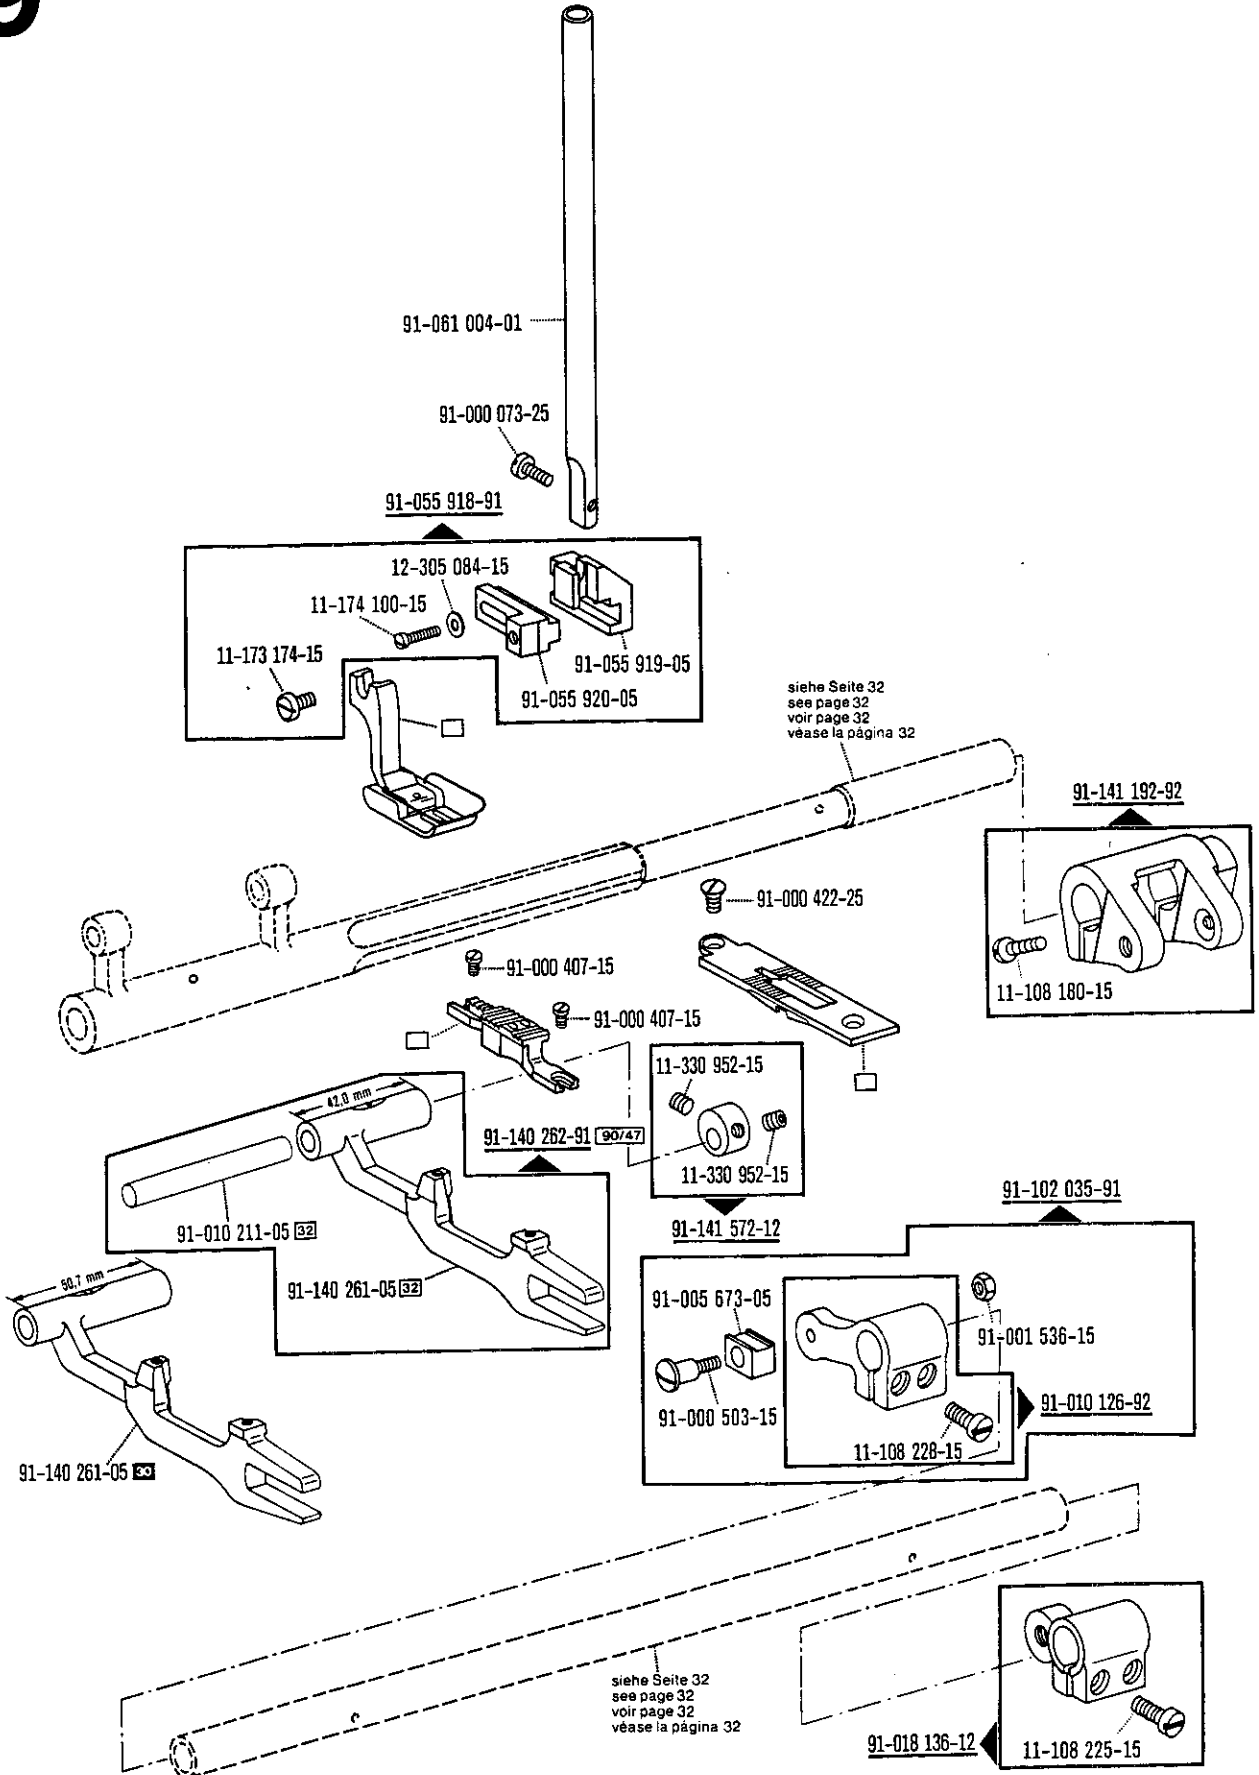 9
91-061 004-01
91-000 073-25
91-055 918-91
12-305 084-15
11-174 100-15
11-173 174-15
91-055 919-05
91-055 920-05
siehe Seite 32
see page 32
voir page 32
véase la página 32
91-141 192-92
91-000 422-25
91-000 407-15
11-108 180-15
91-000 407-15
11-330 952-15
42,0 mm
91-140 262-91 90/47
11-330 952-15
91-102 035-91
91-010 211-05 32
91-141 572-12
50,7 mm
91-140 261-05 32
91-005 673-05
91-001 536-15
91-000 503-15
91-010 126-92
11-108 228-15
91-140 261-05 30
siehe Seite 32
see page 32
voir page 32
véase la página 32
91-018 136-12
11-108 225-15